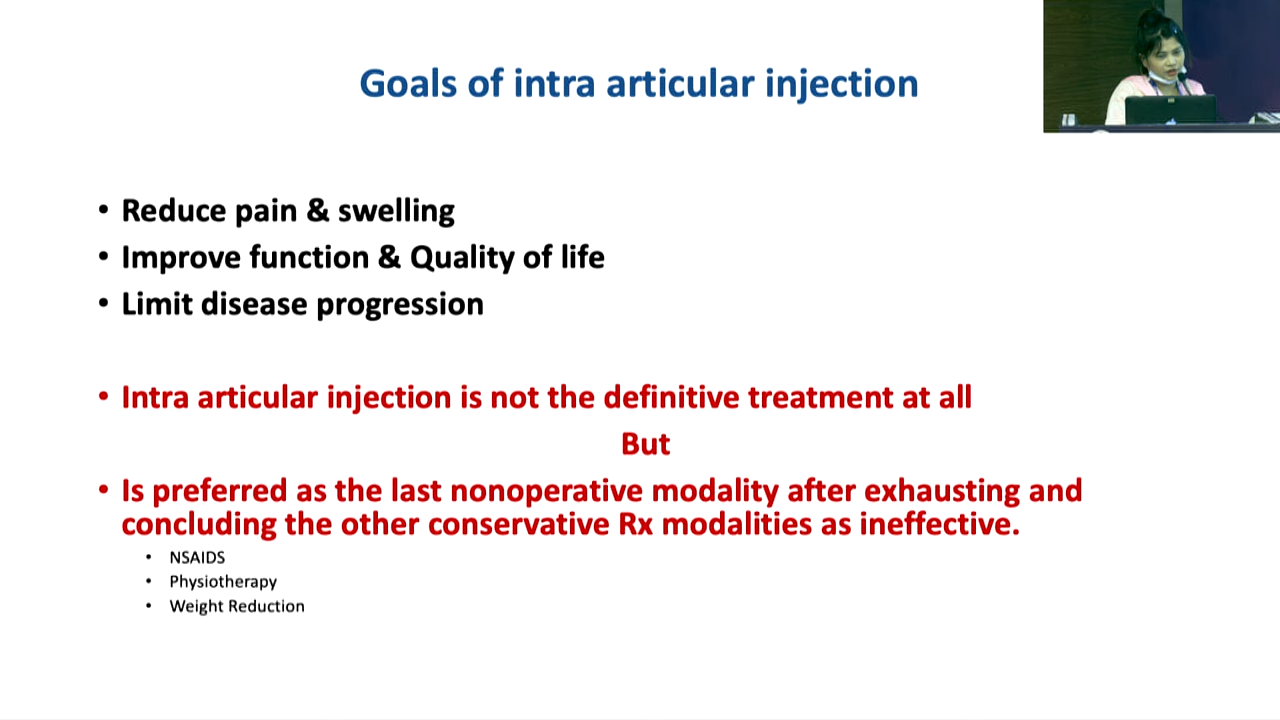 Goals of intra articular injection
• Reduce pain & swelling
• Improve function & Quality of life
• Limit disease progression
• Intra articular injection is not the definitive treatment at all
But
• Is preferred as the last nonoperative modality after exhausting and
concluding the other conservative Rx modalities as ineffective.
• NSAIDS
• Physiotherapy
• Weight Reduction